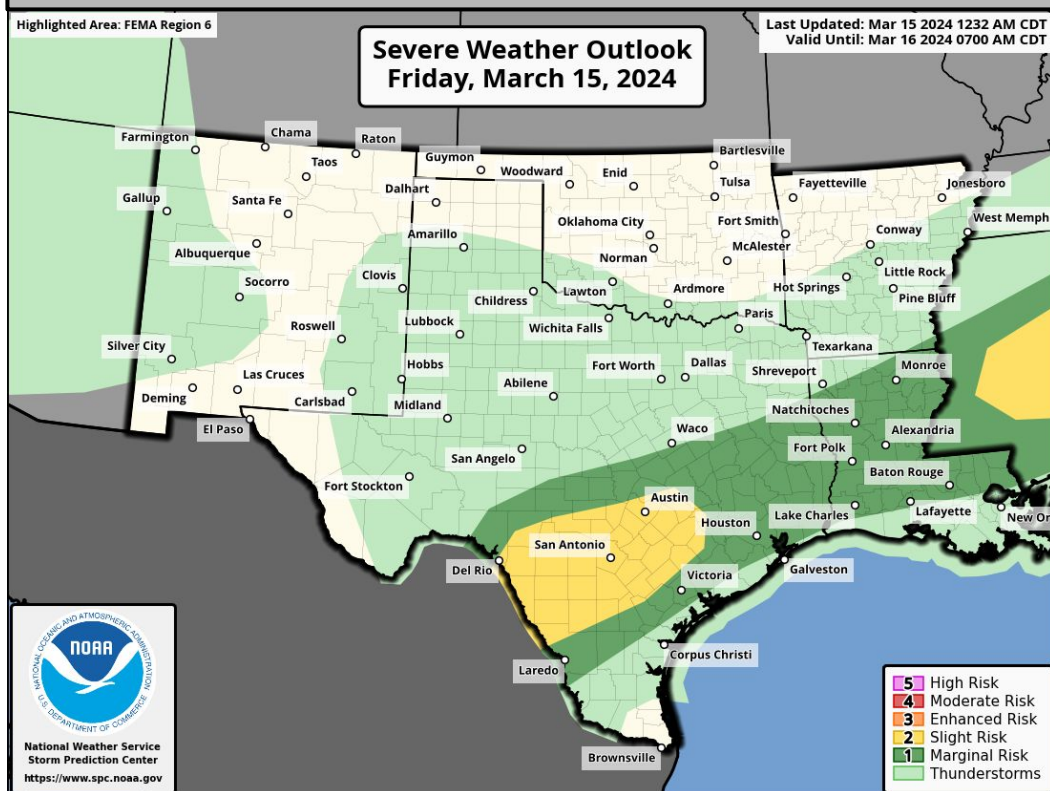 Highlighted Area: FEMA Region 6
Last Updated: Mar 15 2024 1232 AM CDT
Valid Until: Mar 16 2024 0700 AM CDT
Severe Weather Outlook
Friday, March 15, 2024
Farmington
Chama
Raton
Taos
Guymon
Woodward
Enid
Bartlesville
Tulsa
Fayetteville
Jonesboro
Gallup
Santa Fe
Dalhart
Oklahoma City
Fort Smith
Conway
West Memph
Albuquerque
Amarillo
Norman
McAlester
Socorro
Clovis
Childress
Lawton
Ardmore
Hot Springs
Little Rock
Pine Bluff
Roswell
Lubbock
Wichita Falls
Paris
Texarkana
Silver City
Las Cruces
Hobbs
Fort Worth
Dallas
Shreveport
Monroe
Deming
Carlsbad
Midland
Abilene
Natchitoches
El Paso
Waco
Alexandria
San Angelo
Fort Polk
Fort Stockton
Baton Rouge
Austin
Houston
Lake Charles
Lafayette
New Or
San Antonio
Del Rio
Victoria
Galveston
Laredo
Corpus Christi
Brownsville
NATIONAL OCEANIC AND ATMOSPHERIC ADMINISTRATION
NOAA
U.S. DEPARTMENT OF COMMERCE
National Weather Service
Storm Prediction Center
https://www.spc.noaa.gov
5 High Risk
4 Moderate Risk
3 Enhanced Risk
2 Slight Risk
1 Marginal Risk
Thunderstorms